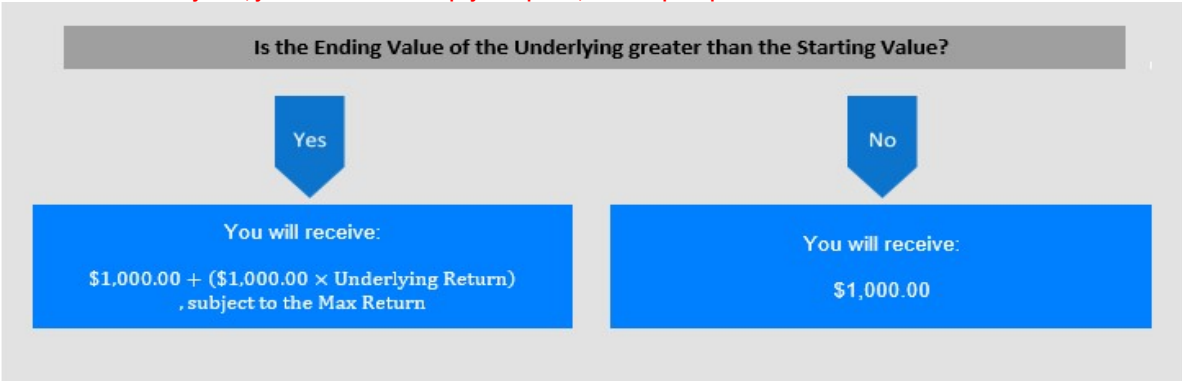 Is the Ending Value of the Underlying greater than the Starting Value?
Yes
No
You will receive:
$1,000.00 + ($1,000.00 × Underlying Return)
, subject to the Max Return
You will receive:
$1,000.00